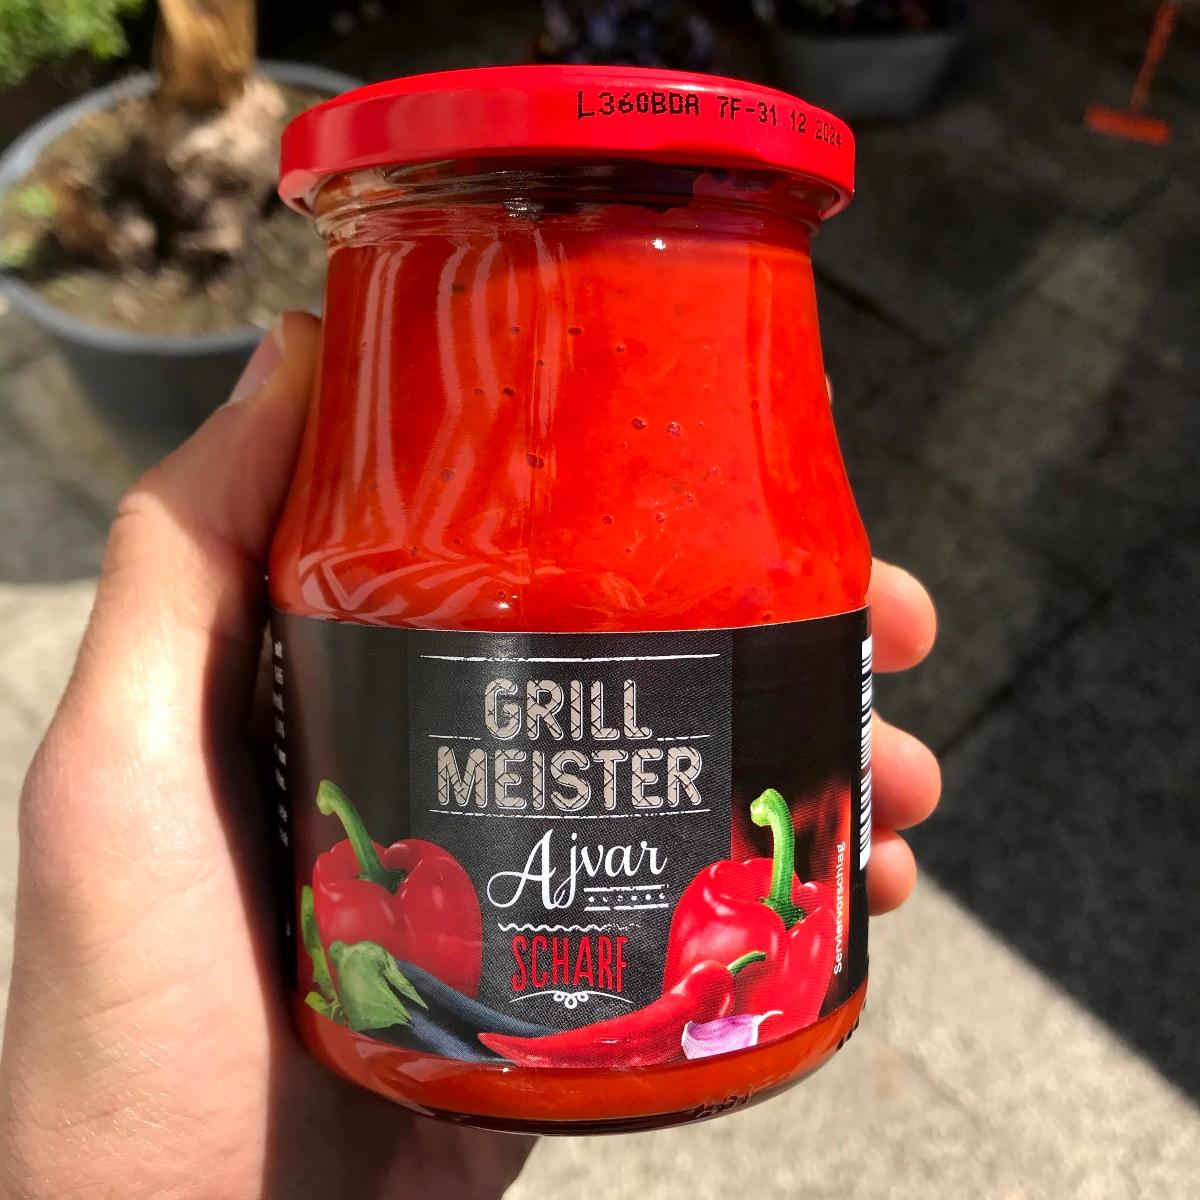 L360BDA 7F-31.12 2024
GRILL
MEISTER
Ajvar
SCHARF
Serviervorschlag